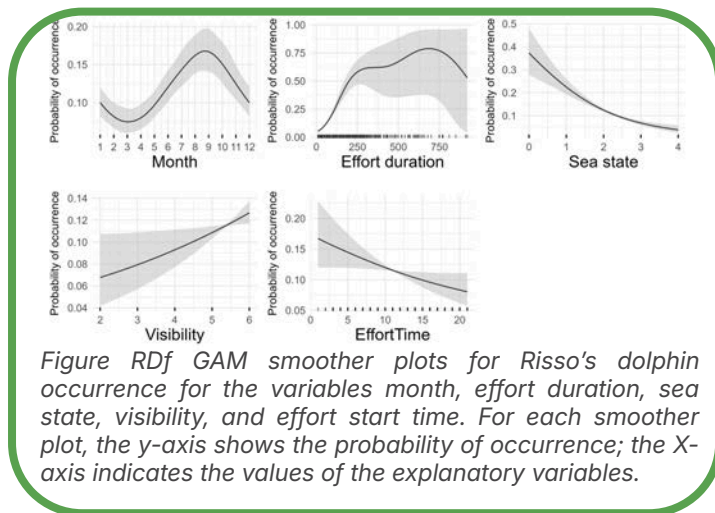 Probability of occurrence
0.20
0.10
1 2 3 4 5 6 7 8 9 10 11 12
Month
Probability of occurrence
1.00
0.75
0.50
0.25
0.00
0 250 500 750
Effort duration
Probability of occurrence
0.5
0.4
0.3
0.2
0.1
0 1 2 3 4
Sea state
Probability of occurrence
0.14
0.12
0.10
0.08
0.06
0.04
2 3 4 5 6
Visibility
Probability of occurrence
0.20
0.15
0.10
0.05
0 5 10 15 20
EffortTime
Figure RDf GAM smoother plots for Risso's dolphin
occurrence for the variables month, effort duration, sea
state, visibility, and effort start time. For each smoother
plot, the y-axis shows the probability of occurrence; the X-
axis indicates the values of the explanatory variables.